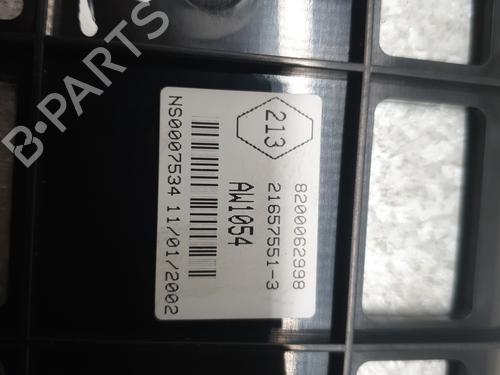 213
8200062998
21657551-3
AW1054
NS0007534 11/01/2002
B-PARTS